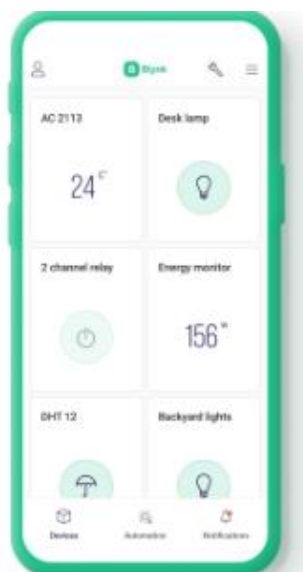 Blynk
AC 2113
Desk lamp
24
2 channel relay
Energy monitor
156 W
DHT 12
Backyard lights
Devices
Automation
Notifications